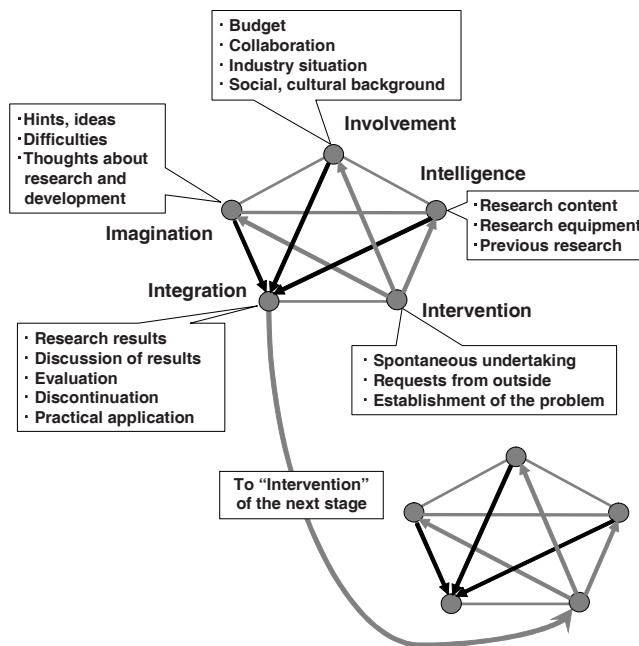 · Budget
· Collaboration
· Industry situation
· Social, cultural background
Involvement
· Hints, ideas
· Difficulties
· Thoughts about
research and
development
Intelligence
· Research content
· Research equipment
· Previous research
Imagination
Integration
Intervention
· Research results
· Discussion of results
· Evaluation
· Discontinuation
· Practical application
· Spontaneous undertaking
· Requests from outside
· Establishment of the problem
To “Intervention”
of the next stage